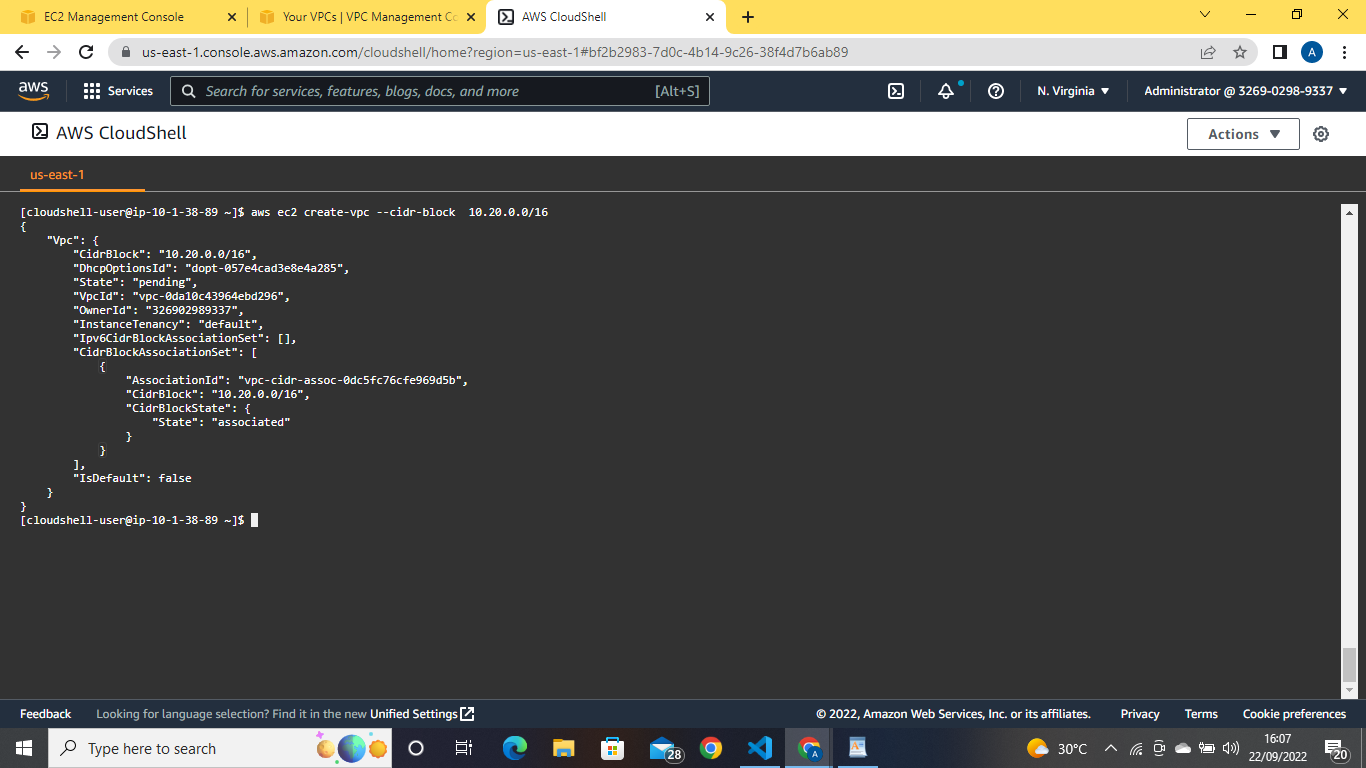 EC2 Management Console
Your VPCs | VPC Management Co
AWS CloudShell
us-east-1.console.aws.amazon.com/cloudshell/home?region=us-east-1#bf2b2983-7d0c-4b14-9c26-38f4d7b6ab89
A
aws
Services
Search for services, features, blogs, docs, and more
[Alt+S]
N. Virginia
Administrator @ 3269-0298-9337
AWS CloudShell
Actions
us-east-1
[cloudshell-user@ip-10-1-38-89 ~]$ aws ec2 create-vpc --cidr-block  10.20.0.0/16
{
    "Vpc": {
        "CidrBlock": "10.20.0.0/16",
        "DhcpOptionsId": "dopt-057e4cad3e8e4a285",
        "State": "pending",
        "VpcId": "vpc-0da10c43964ebd296",
        "OwnerId": "326902989337",
        "InstanceTenancy": "default",
        "Ipv6CidrBlockAssociationSet": [],
        "CidrBlockAssociationSet": [
            {
                "AssociationId": "vpc-cidr-assoc-0dc5fc76cfe969d5b",
                "CidrBlock": "10.20.0.0/16",
                "CidrBlockState": {
                    "State": "associated"
                }
            }
        ],
        "IsDefault": false
    }
}
[cloudshell-user@ip-10-1-38-89 ~]$
Feedback
Looking for language selection? Find it in the new Unified Settings
© 2022, Amazon Web Services, Inc. or its affiliates.
Privacy
Terms
Cookie preferences
Type here to search
28
A
30°C
16:07
22/09/2022
20